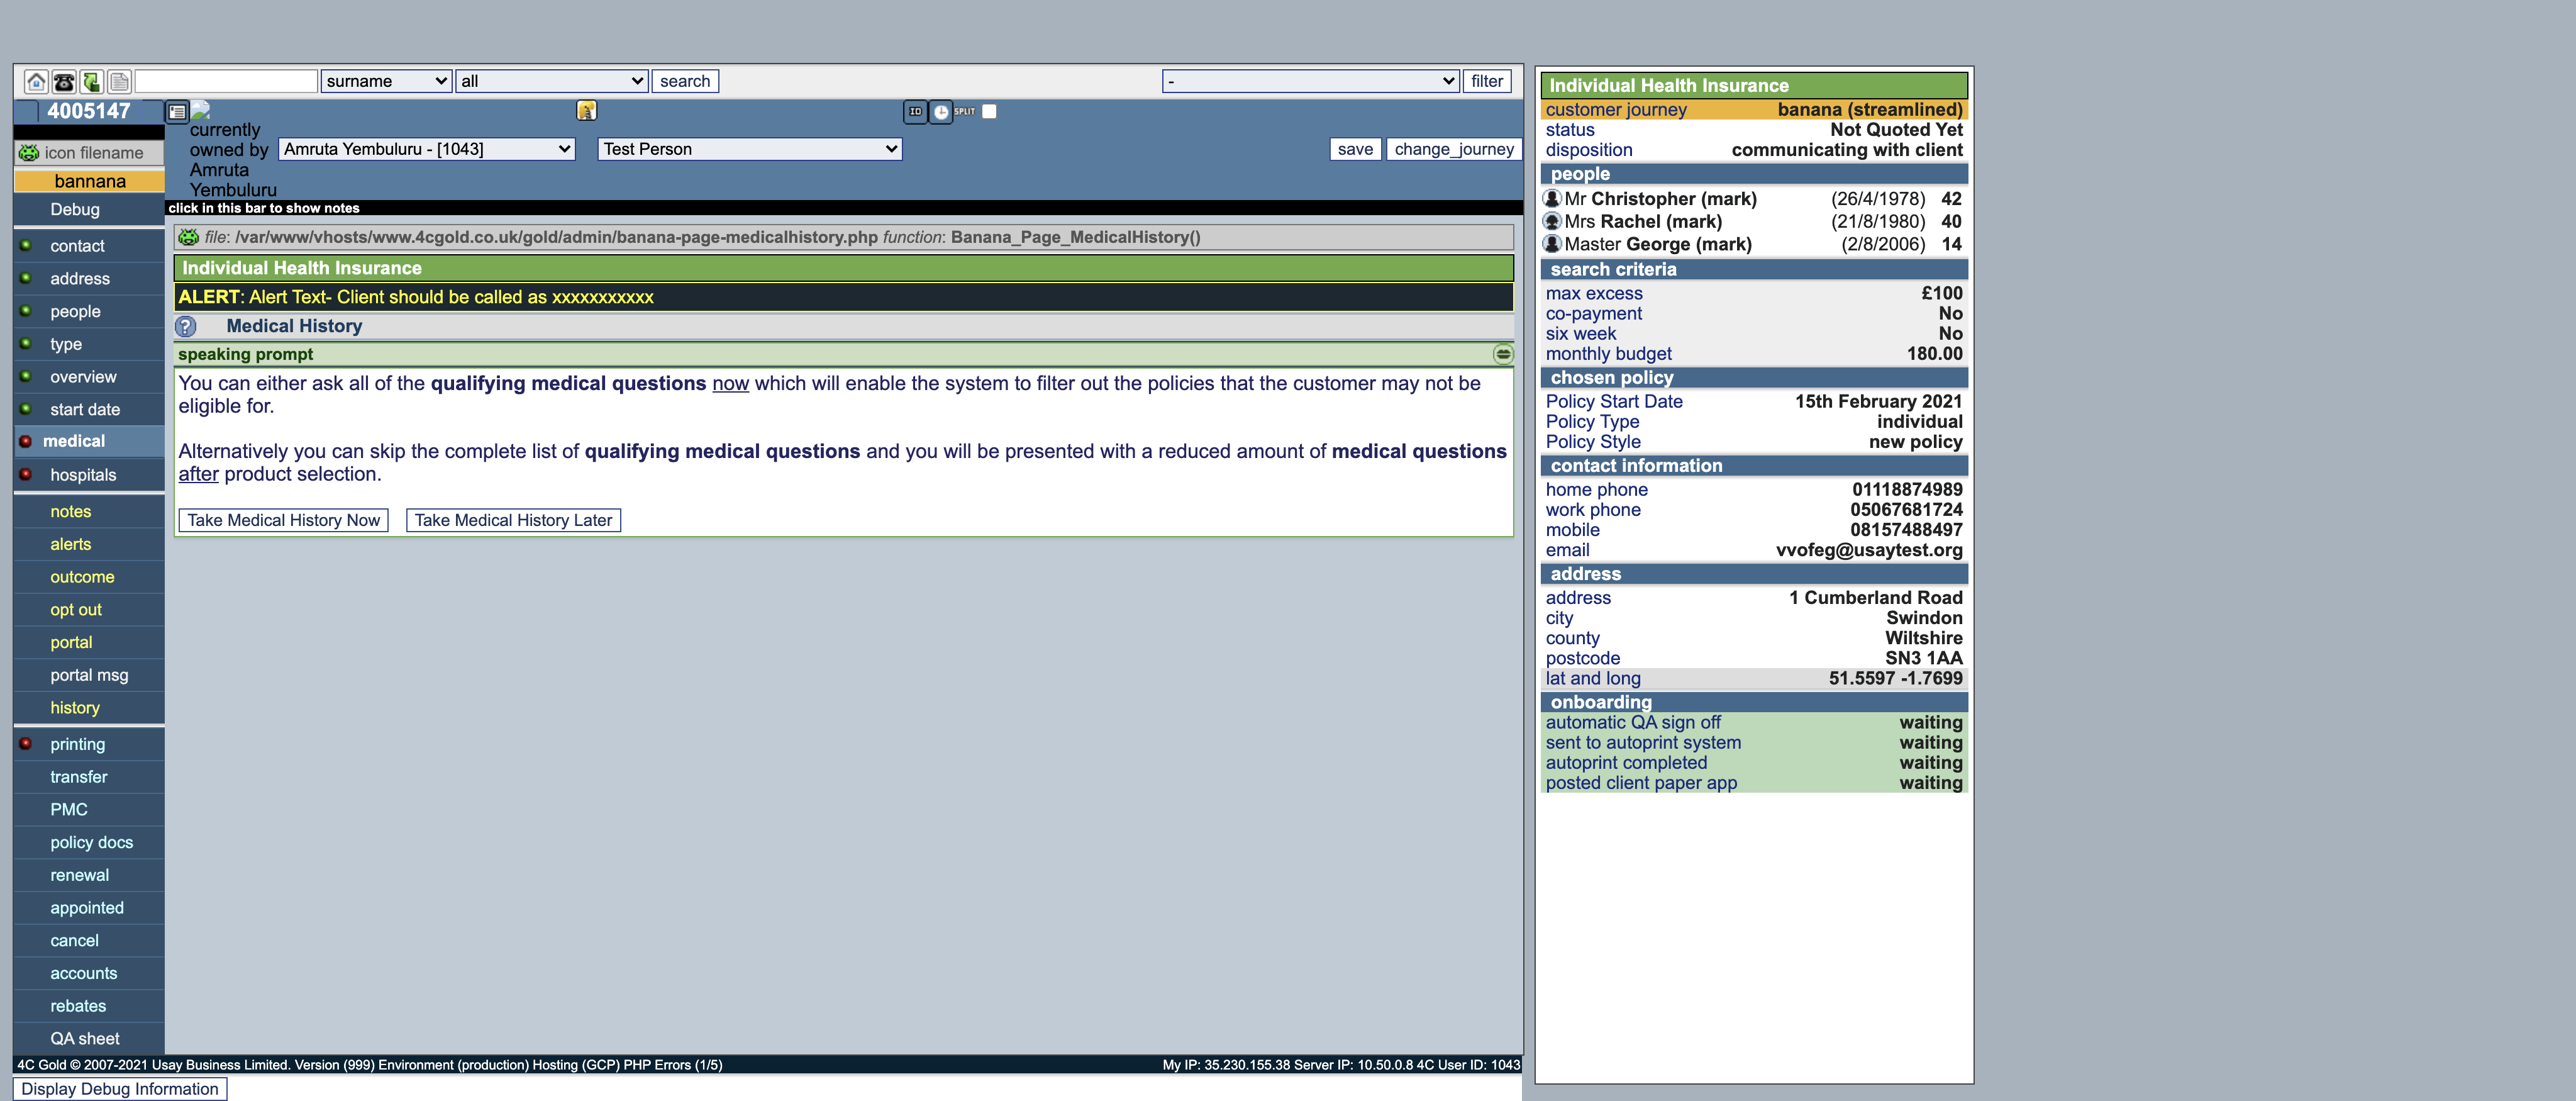 surname all search - filter
4005147 SPLIT
currently
owned by
Amruta
Yembuluru
Amruta Yembuluru - [1043] Test Person save change_journey
icon filename
bannana
Debug
click in this bar to show notes
contact
address
people
type
overview
start date
medical
hospitals
notes
alerts
outcome
opt out
portal
portal msg
history
printing
transfer
PMC
policy docs
renewal
appointed
cancel
accounts
rebates
QA sheet
file: /var/www/vhosts/www.4cgold.co.uk/gold/admin/banana-page-medicalhistory.php function: Banana_Page_MedicalHistory()
Individual Health Insurance
ALERT: Alert Text- Client should be called as xxxxxxxxxxx
? Medical History
speaking prompt
You can either ask all of the qualifying medical questions now which will enable the system to filter out the policies that the customer may not be
eligible for.
Alternatively you can skip the complete list of qualifying medical questions and you will be presented with a reduced amount of medical questions
after product selection.
Take Medical History Now Take Medical History Later
4C Gold © 2007-2021 Usay Business Limited. Version (999) Environment (production) Hosting (GCP) PHP Errors (1/5) My IP: 35.230.155.38 Server IP: 10.50.0.8 4C User ID: 1043
Display Debug Information
Individual Health Insurance
customer journey banana (streamlined)
status Not Quoted Yet
disposition communicating with client
people
Mr Christopher (mark) (26/4/1978) 42
Mrs Rachel (mark) (21/8/1980) 40
Master George (mark) (2/8/2006) 14
search criteria
max excess £100
co-payment No
six week No
monthly budget 180.00
chosen policy
Policy Start Date 15th February 2021
Policy Type individual
Policy Style new policy
contact information
home phone 01118874989
work phone 05067681724
mobile 08157488497
email vvofeg@usaytest.org
address
address 1 Cumberland Road
city Swindon
county Wiltshire
postcode SN3 1AA
lat and long 51.5597 -1.7699
onboarding
automatic QA sign off waiting
sent to autoprint system waiting
autoprint completed waiting
posted client paper app waiting